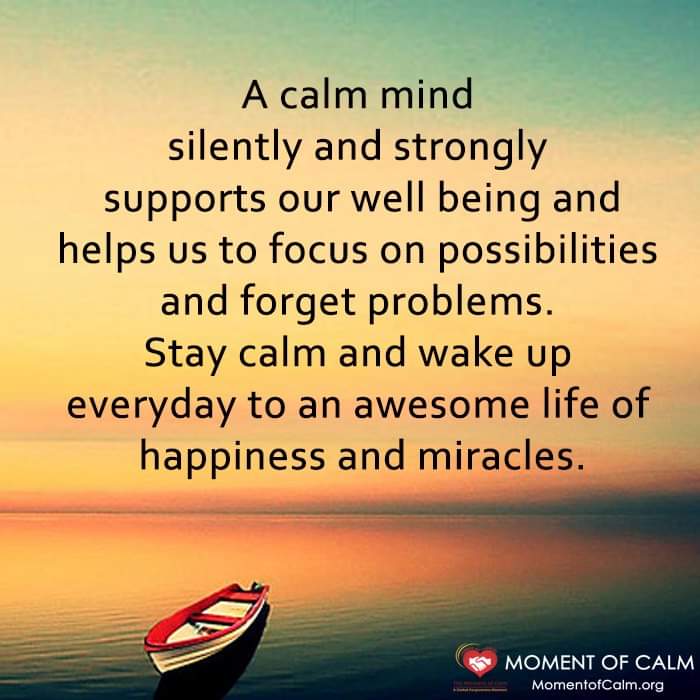 A calm mind
silently and strongly
supports our well being and
helps us to focus on possibilities
and forget problems.
Stay calm and wake up
everyday to an awesome life of
happiness and miracles.
MOMENT OF CALM
MomentofCalm.org